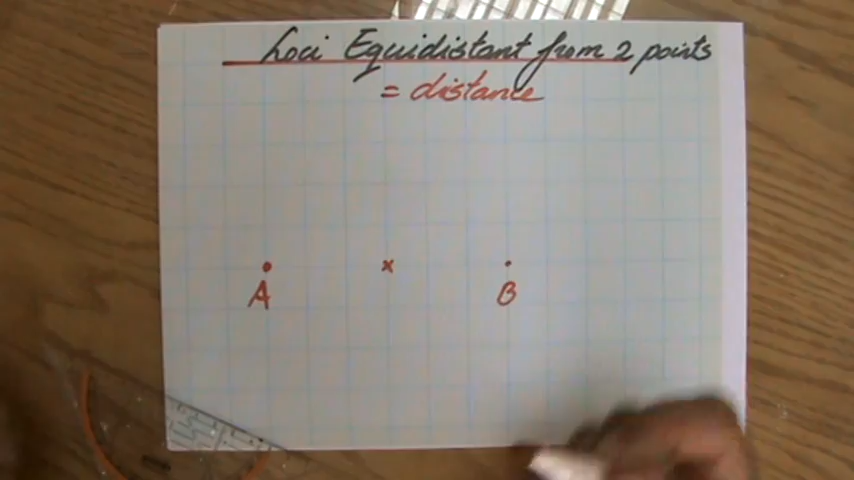 Loci Equidistant from 2 points
= distance
x
A
B